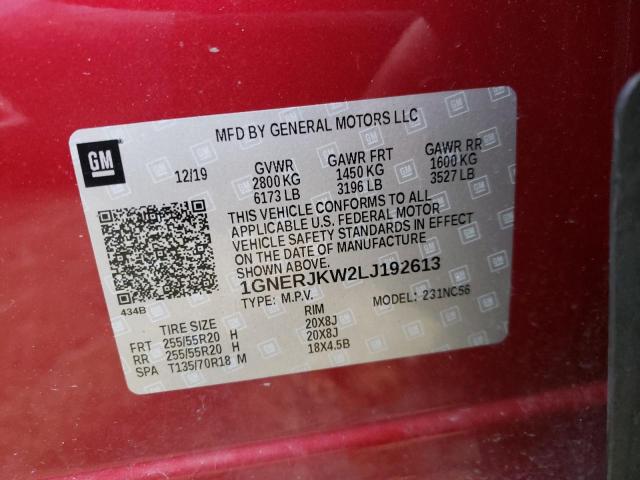 GM
MFD BY GENERAL MOTORS LLC
12/19 GVWR GAWR FRT GAWR RR
2800 KG 1450 KG 1600 KG
6173 LB 3196 LB 3527 LB
THIS VEHICLE CONFORMS TO ALL
APPLICABLE U.S. FEDERAL MOTOR
VEHICLE SAFETY STANDARDS IN EFFECT
ON THE DATE OF MANUFACTURE
SHOWN ABOVE.
1GNERJKW2LJ192613
TYPE: M.P.V. MODEL: 231NC56
434B
TIRE SIZE RIM
FRT 255/55R20 H 20X8J
RR 255/55R20 H 20X8J
SPA T135/70R18 M 18X4.5B